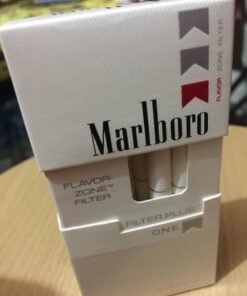 FLAVOR ZONE FILTER
Marlboro
FLAVOR-
ZONE™
FILTER
FILTER PLUS
ONE